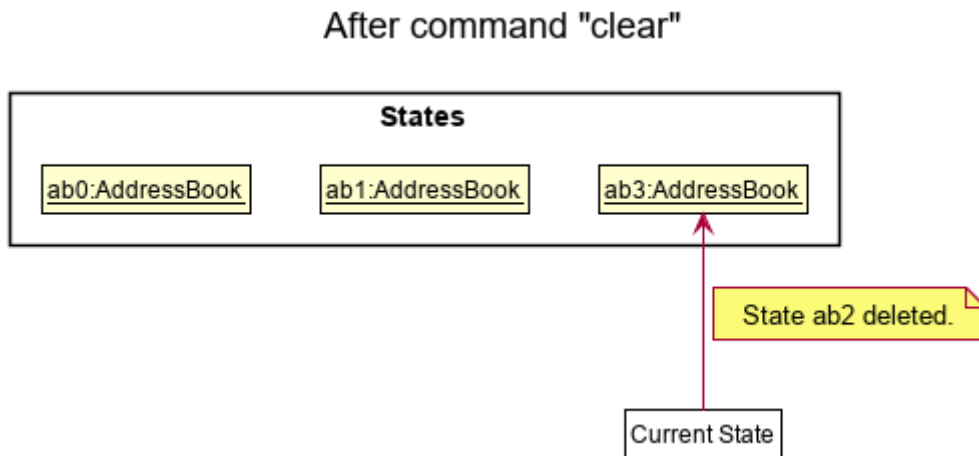 After command "clear"
States
ab0:AddressBook
ab1:AddressBook
ab3:AddressBook
State ab2 deleted.
Current State